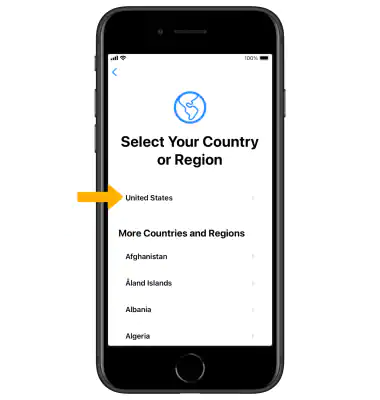 100%
Select Your Country
or Region
United States
More Countries and Regions
Afghanistan
Åland Islands
Albania
Algeria